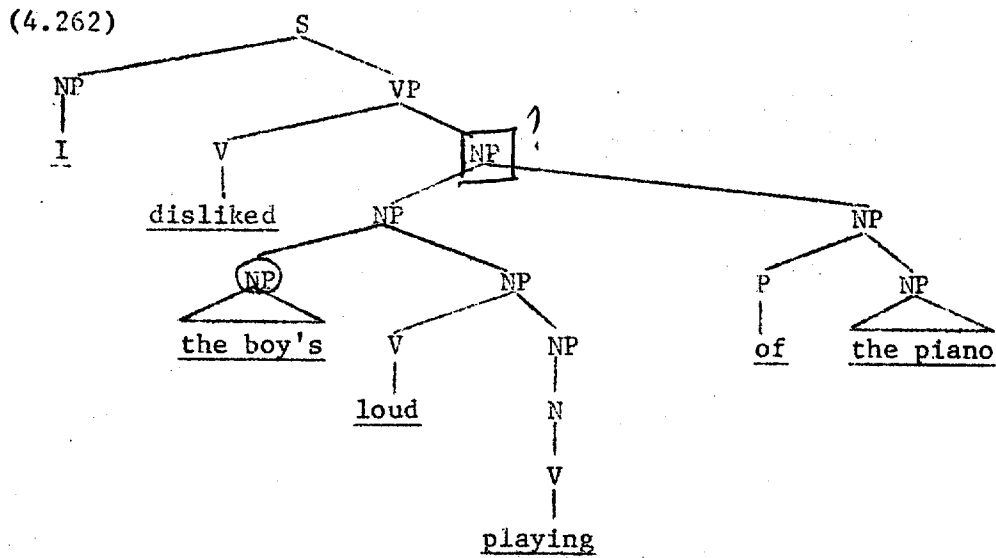 (4.262)
S
NP VP
I V NP ?
disliked NP NP
NP NP P NP
the boy's V NP of the piano
loud N
V
playing